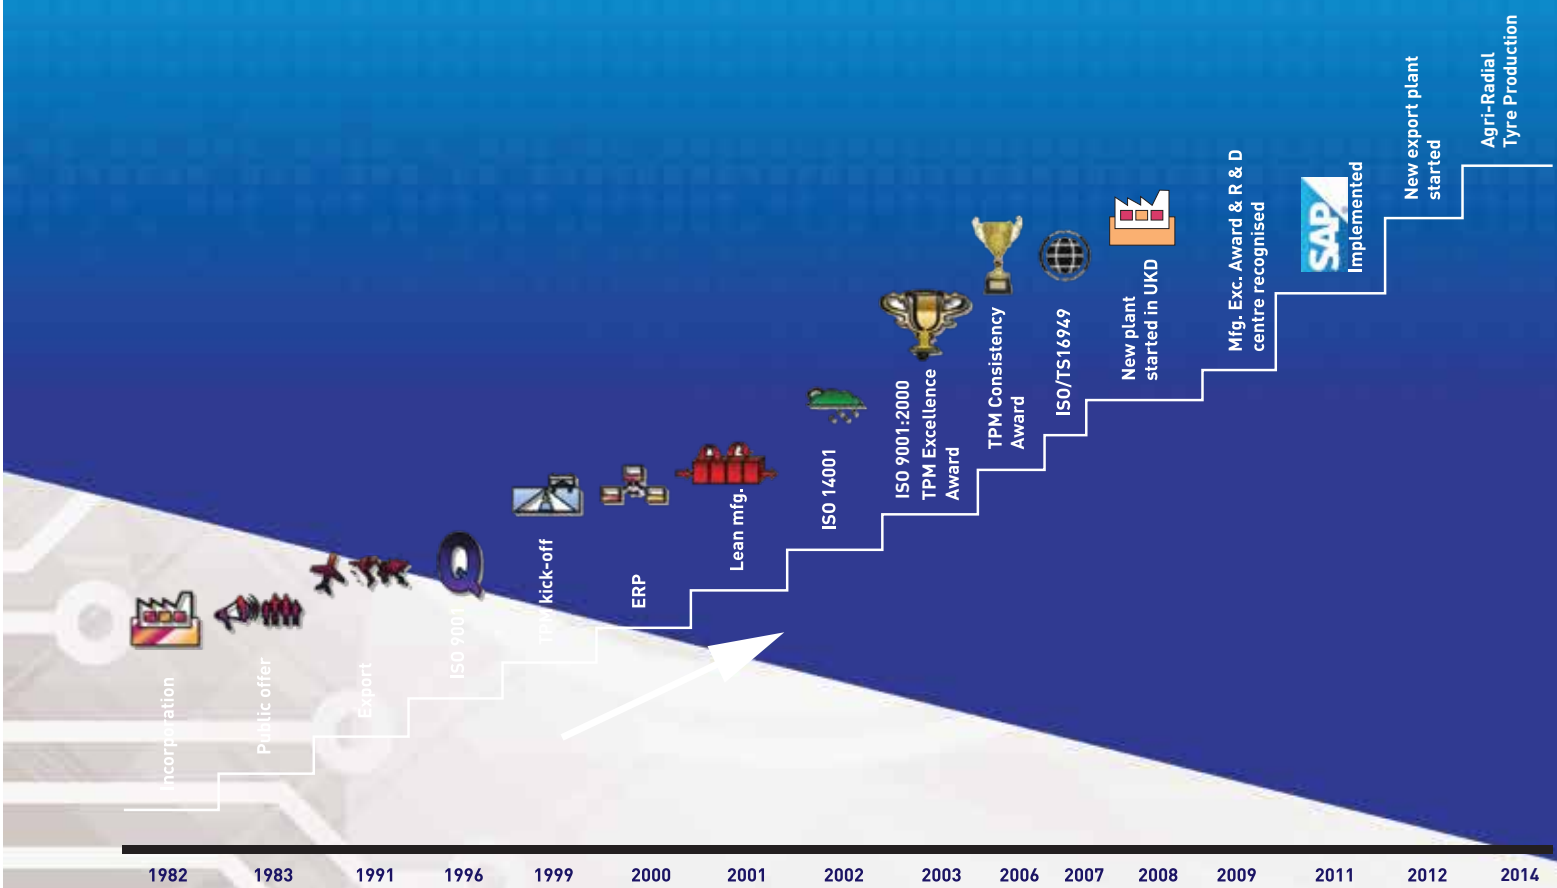 Incorporation
Public offer
Export
ISO 9001
TPM kick-off
ERP
Lean mfg.
ISO 14001
ISO 9001:2000
TPM Excellence
Award
TPM Consistency
Award
ISO/TS16949
New plant
started in UKD
Mfg. Exc. Award & R & D
centre recognised
SAP
Implemented
New export plant
started
Agri-Radial
Tyre Production
Q
1982 1983 1991 1996 1999 2000 2001 2002 2003 2006 2007 2008 2009 2011 2012 2014